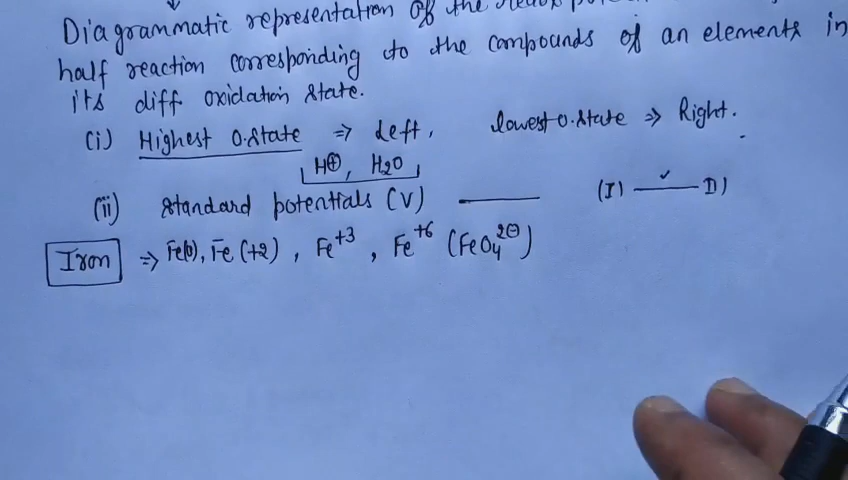 Diagrammatic representation of the Redox
half reaction corresponding to the compounds of an elements in
its diff oxidation state.
(i) Highest O.state ⇒ Left, lowest O.state ⇒ Right.
H⊕, H2O
(ii) Standard potentials (V) ——— (I) ——— D)
Iron ⇒ Fe(0), Fe (+2), Fe+3, Fe+6 (FeO4 2⊖)